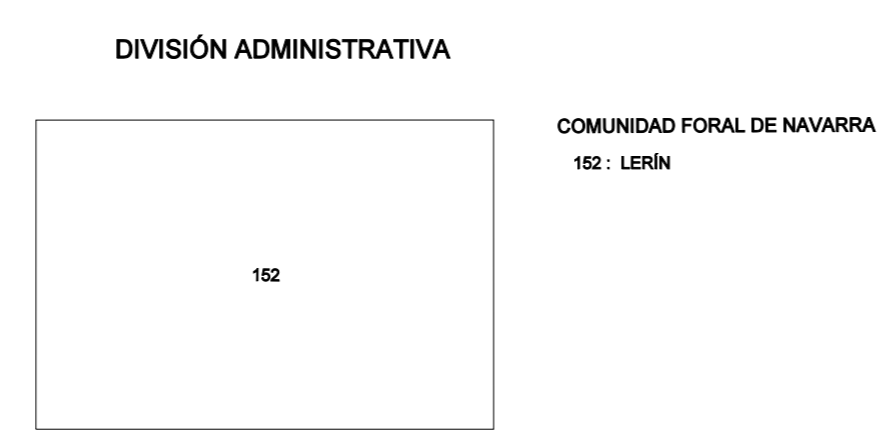 DIVISIÓN ADMINISTRATIVA
COMUNIDAD FORAL DE NAVARRA
152 : LERÍN
152